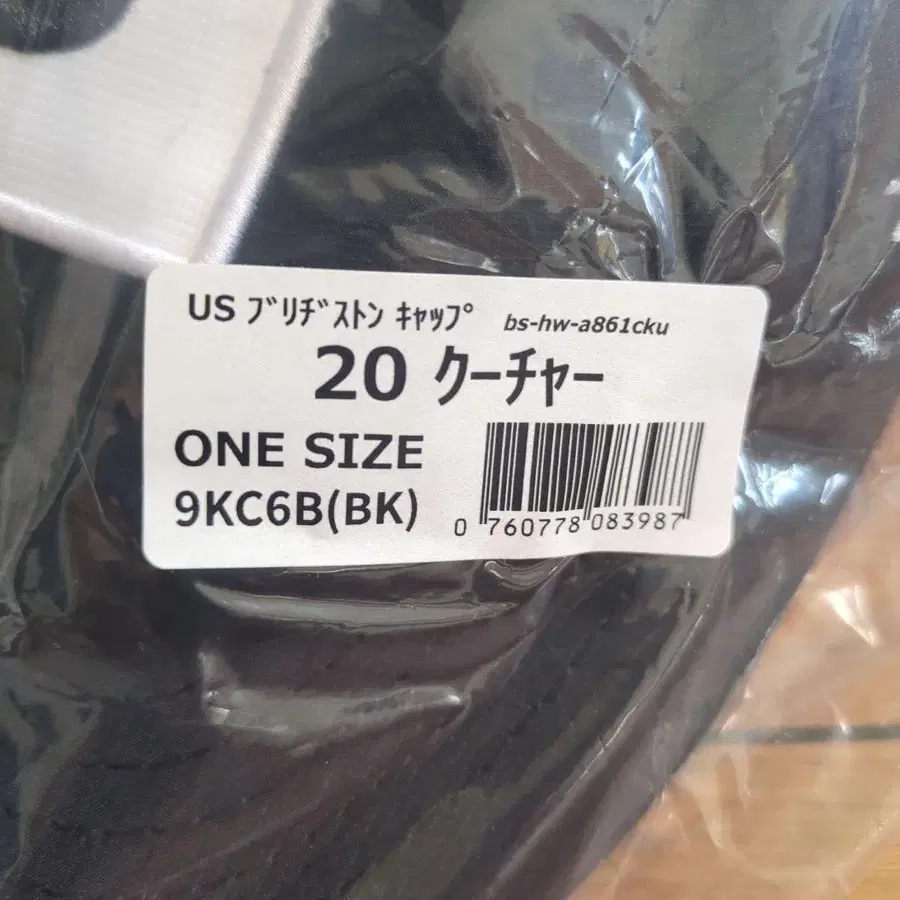 US ﾌﾞﾘﾁﾞｽﾄﾝ ｷｬｯﾌﾟ bs-hw-a861cku
20 ｸｰﾁｬｰ
ONE SIZE
9KC6B(BK)
0 760778 083987